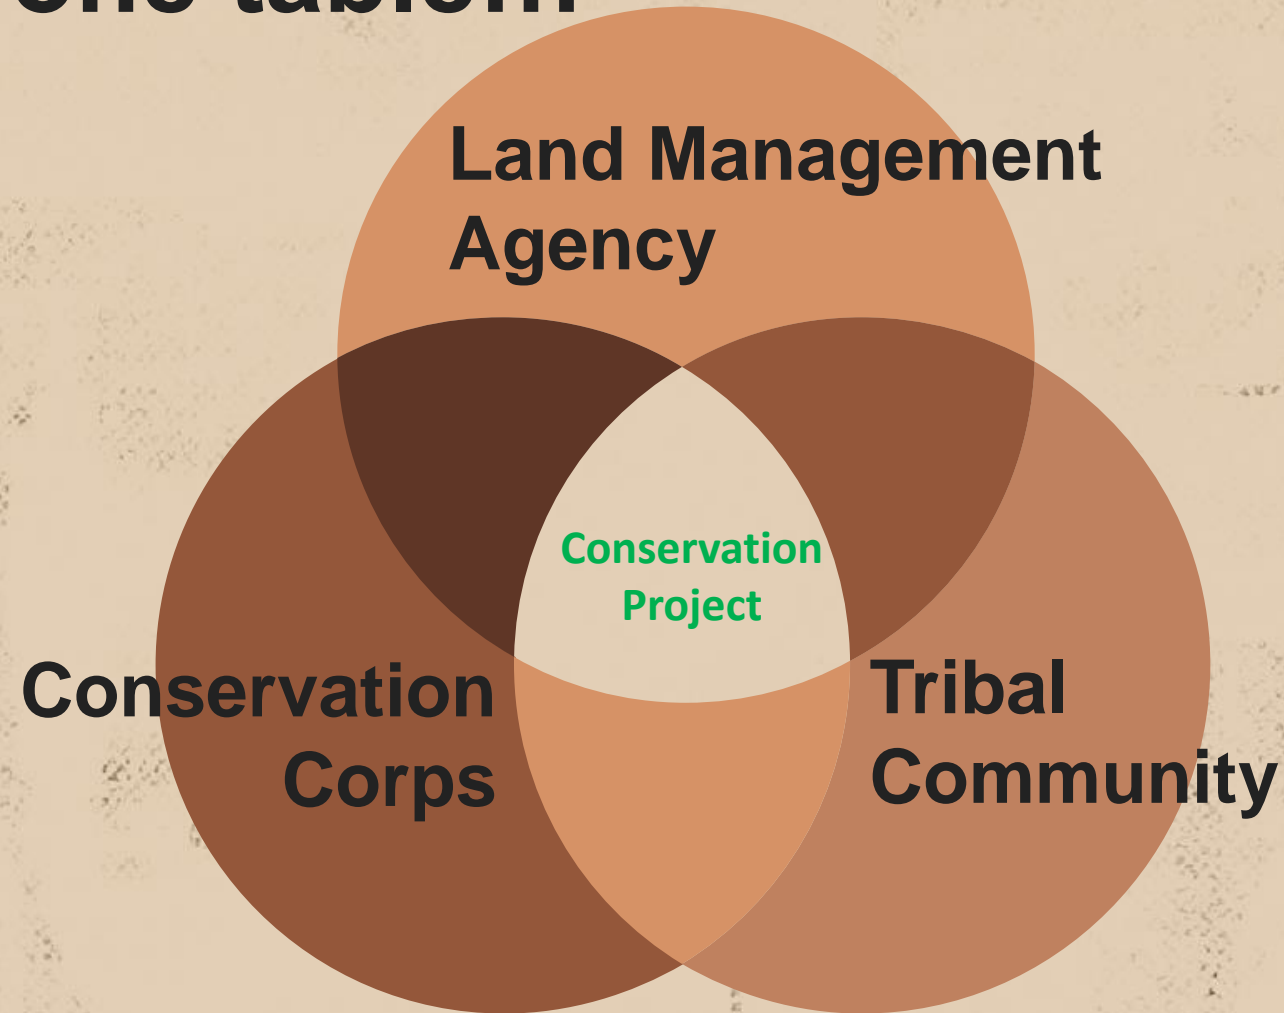 Land Management
Agency
Conservation
Project
Conservation
Corps
Tribal
Community